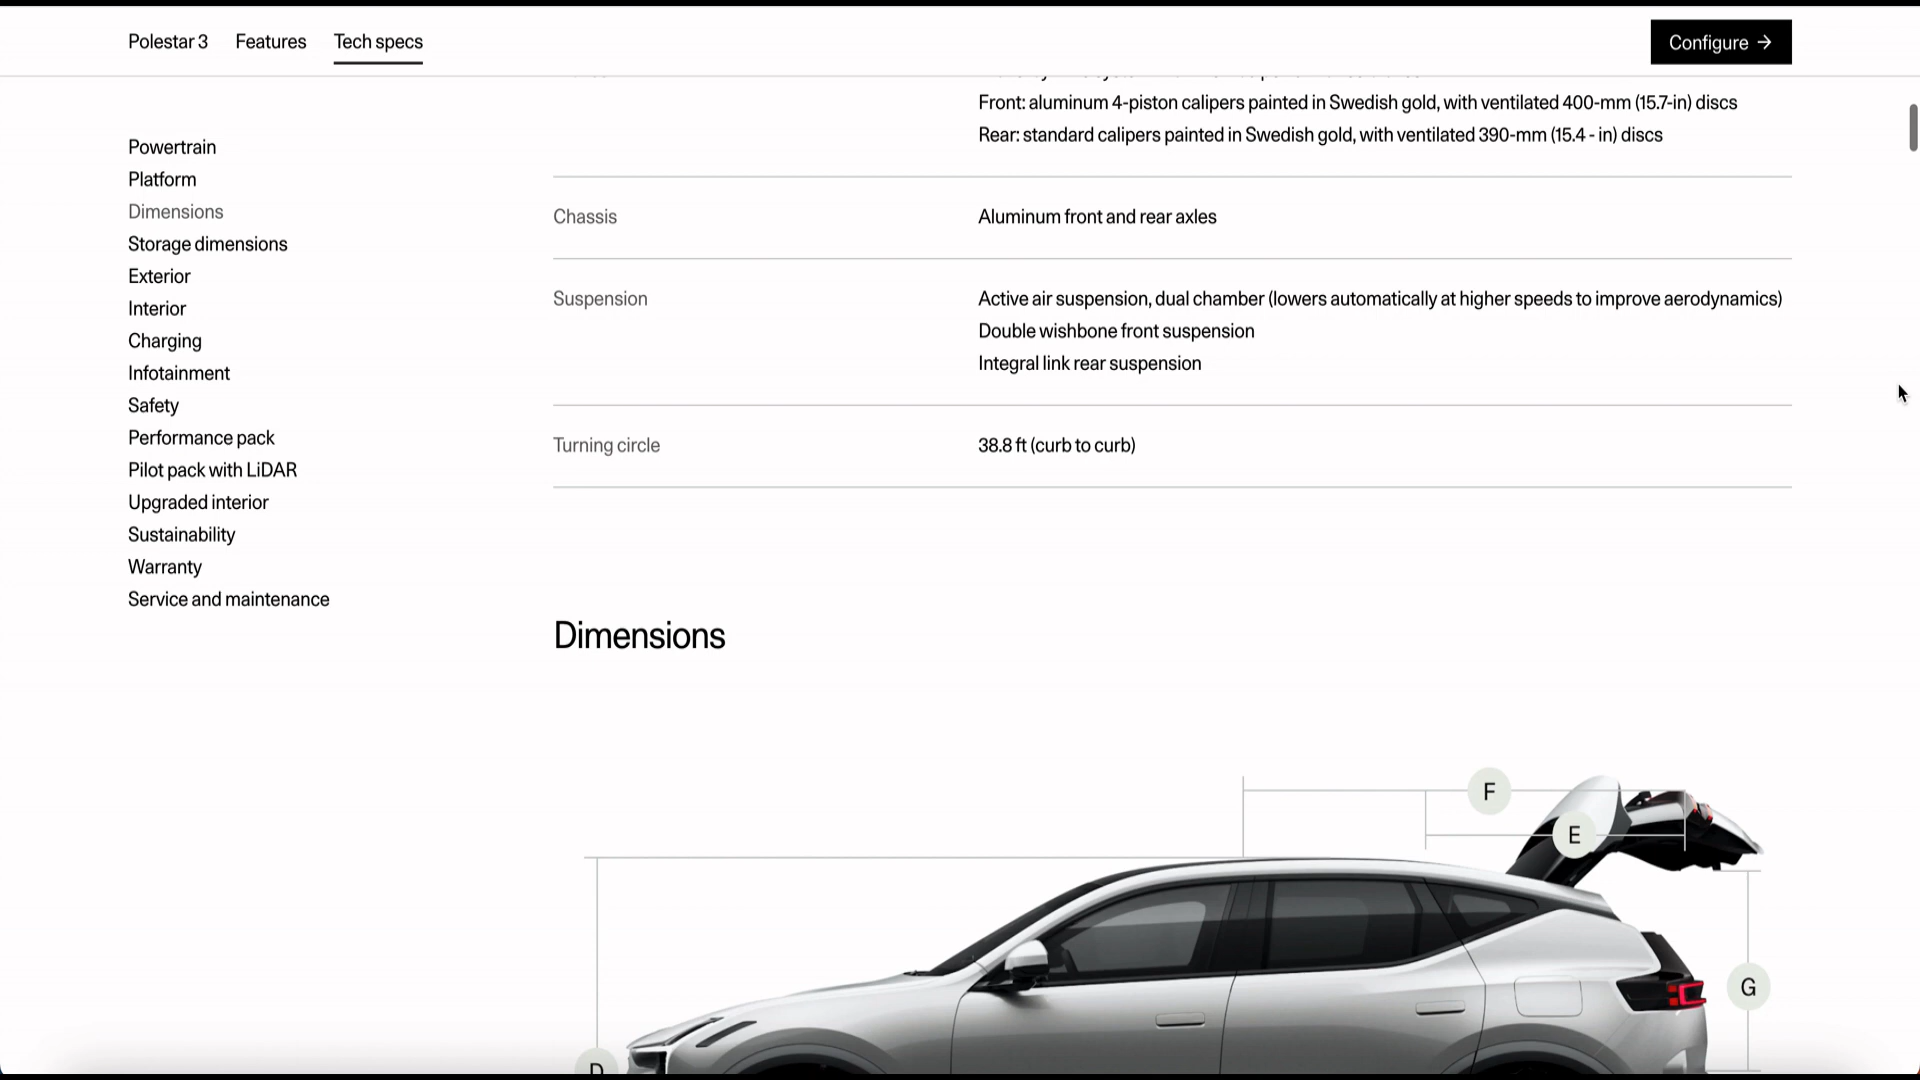 Polestar 3
Features
Tech specs
Configure →
Front: aluminum 4-piston calipers painted in Swedish gold, with ventilated 400-mm (15.7-in) discs
Rear: standard calipers painted in Swedish gold, with ventilated 390-mm (15.4 - in) discs
Powertrain
Platform
Dimensions
Storage dimensions
Exterior
Interior
Charging
Infotainment
Safety
Performance pack
Pilot pack with LiDAR
Upgraded interior
Sustainability
Warranty
Service and maintenance
Chassis
Aluminum front and rear axles
Suspension
Active air suspension, dual chamber (lowers automatically at higher speeds to improve aerodynamics)
Double wishbone front suspension
Integral link rear suspension
Turning circle
38.8 ft (curb to curb)
Dimensions
F
E
G
D